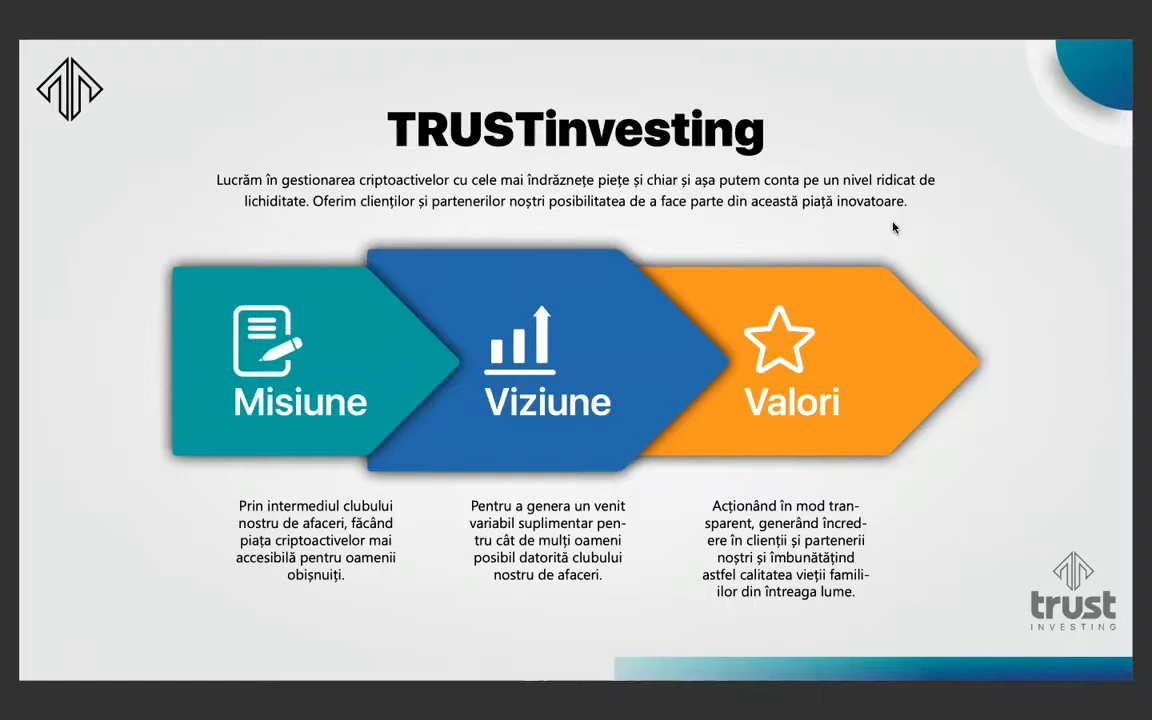 TRUSTinvesting
Lucrăm în gestionarea criptoactivelor cu cele mai îndrăznețe piețe și chiar și așa putem conta pe un nivel ridicat de
lichiditate. Oferim clienților și partenerilor noștri posibilitatea de a face parte din această piață inovatoare.
Misiune
Viziune
Valori
Prin intermediul clubului
nostru de afaceri, făcând
piața criptoactivelor mai
accesibilă pentru oamenii
obișnuiți.
Pentru a genera un venit
variabil suplimentar pen-
tru cât de mulți oameni
posibil datorită clubului
nostru de afaceri.
Acționând în mod tran-
sparent, generând încred-
ere în clienții și partenerii
noștri și îmbunătățind
astfel calitatea vieții famili-
ilor din întreaga lume.
trust
INVESTING